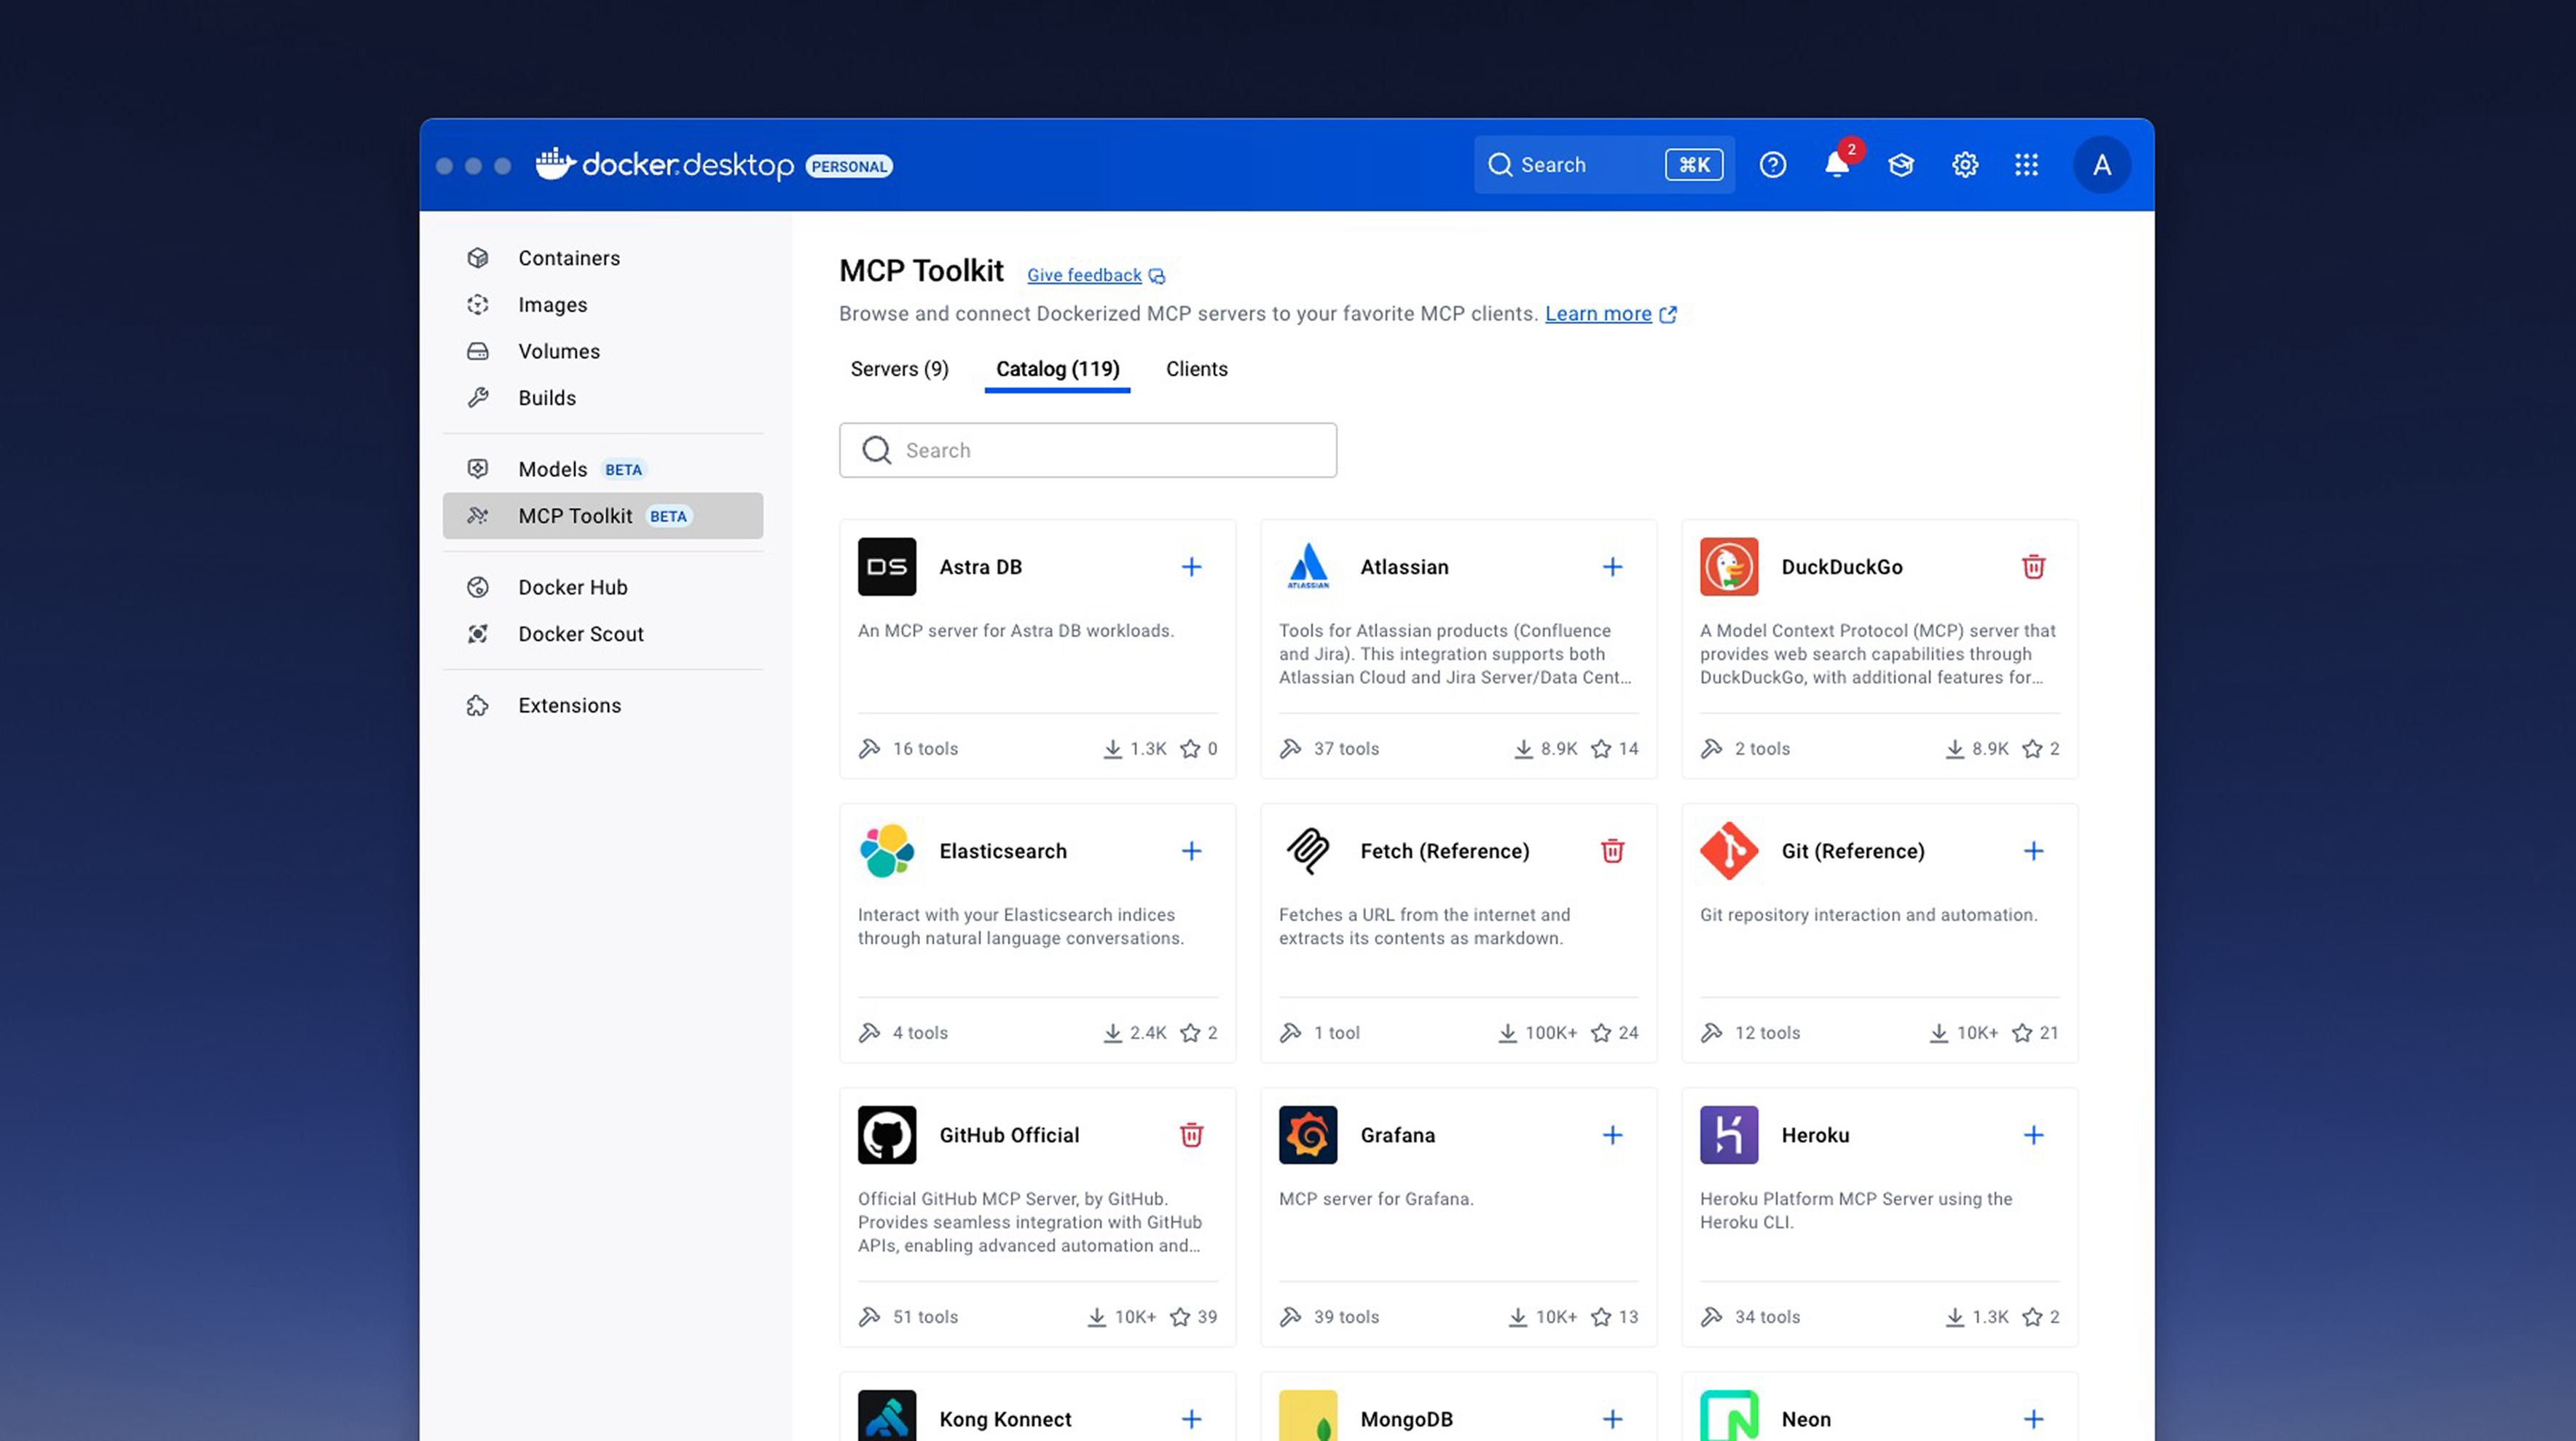 docker.desktop PERSONAL
Search ⌘K
2
A
Containers
Images
Volumes
Builds
Models BETA
MCP Toolkit BETA
Docker Hub
Docker Scout
Extensions
MCP Toolkit Give feedback
Browse and connect Dockerized MCP servers to your favorite MCP clients. Learn more
Servers (9) Catalog (119) Clients
Search
DS
Astra DB
An MCP server for Astra DB workloads.
16 tools 1.3K 0
ATLASSIAN
Atlassian
Tools for Atlassian products (Confluence
and Jira). This integration supports both
Atlassian Cloud and Jira Server/Data Cent...
37 tools 8.9K 14
DuckDuckGo
A Model Context Protocol (MCP) server that
provides web search capabilities through
DuckDuckGo, with additional features for...
2 tools 8.9K 2
Elasticsearch
Interact with your Elasticsearch indices
through natural language conversations.
4 tools 2.4K 2
Fetch (Reference)
Fetches a URL from the internet and
extracts its contents as markdown.
1 tool 100K+ 24
Git (Reference)
Git repository interaction and automation.
12 tools 10K+ 21
GitHub Official
Official GitHub MCP Server, by GitHub.
Provides seamless integration with GitHub
APIs, enabling advanced automation and...
51 tools 10K+ 39
Grafana
MCP server for Grafana.
39 tools 10K+ 13
Heroku
Heroku Platform MCP Server using the
Heroku CLI.
34 tools 1.3K 2
Kong Konnect
MongoDB
Neon